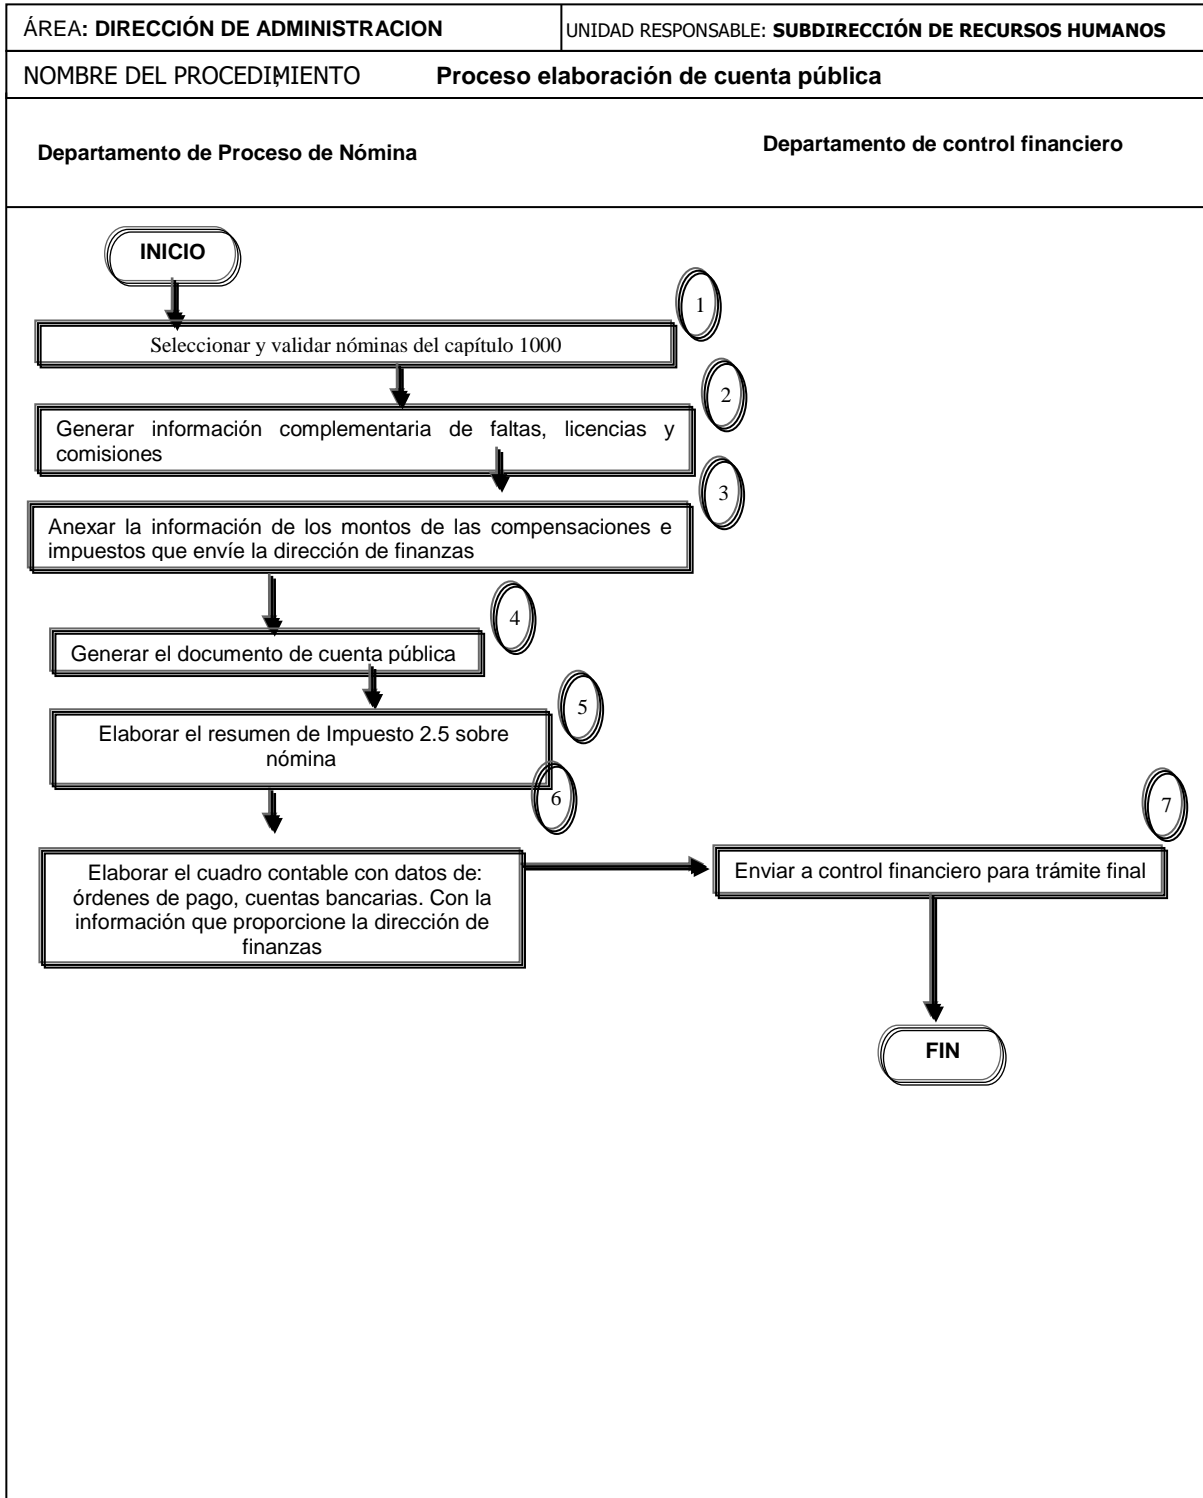 ÁREA: DIRECCIÓN DE ADMINISTRACION
UNIDAD RESPONSABLE: SUBDIRECCIÓN DE RECURSOS HUMANOS
NOMBRE DEL PROCEDIMIENTO Proceso elaboración de cuenta pública
Departamento de Proceso de Nómina
Departamento de control financiero
INICIO
1
Seleccionar y validar nóminas del capítulo 1000
2
Generar información complementaria de faltas, licencias y
comisiones
3
Anexar la información de los montos de las compensaciones e
impuestos que envíe la dirección de finanzas
4
Generar el documento de cuenta pública
5
Elaborar el resumen de Impuesto 2.5 sobre
nómina
6
Elaborar el cuadro contable con datos de:
órdenes de pago, cuentas bancarias. Con la
información que proporcione la dirección de
finanzas
7
Enviar a control financiero para trámite final
FIN